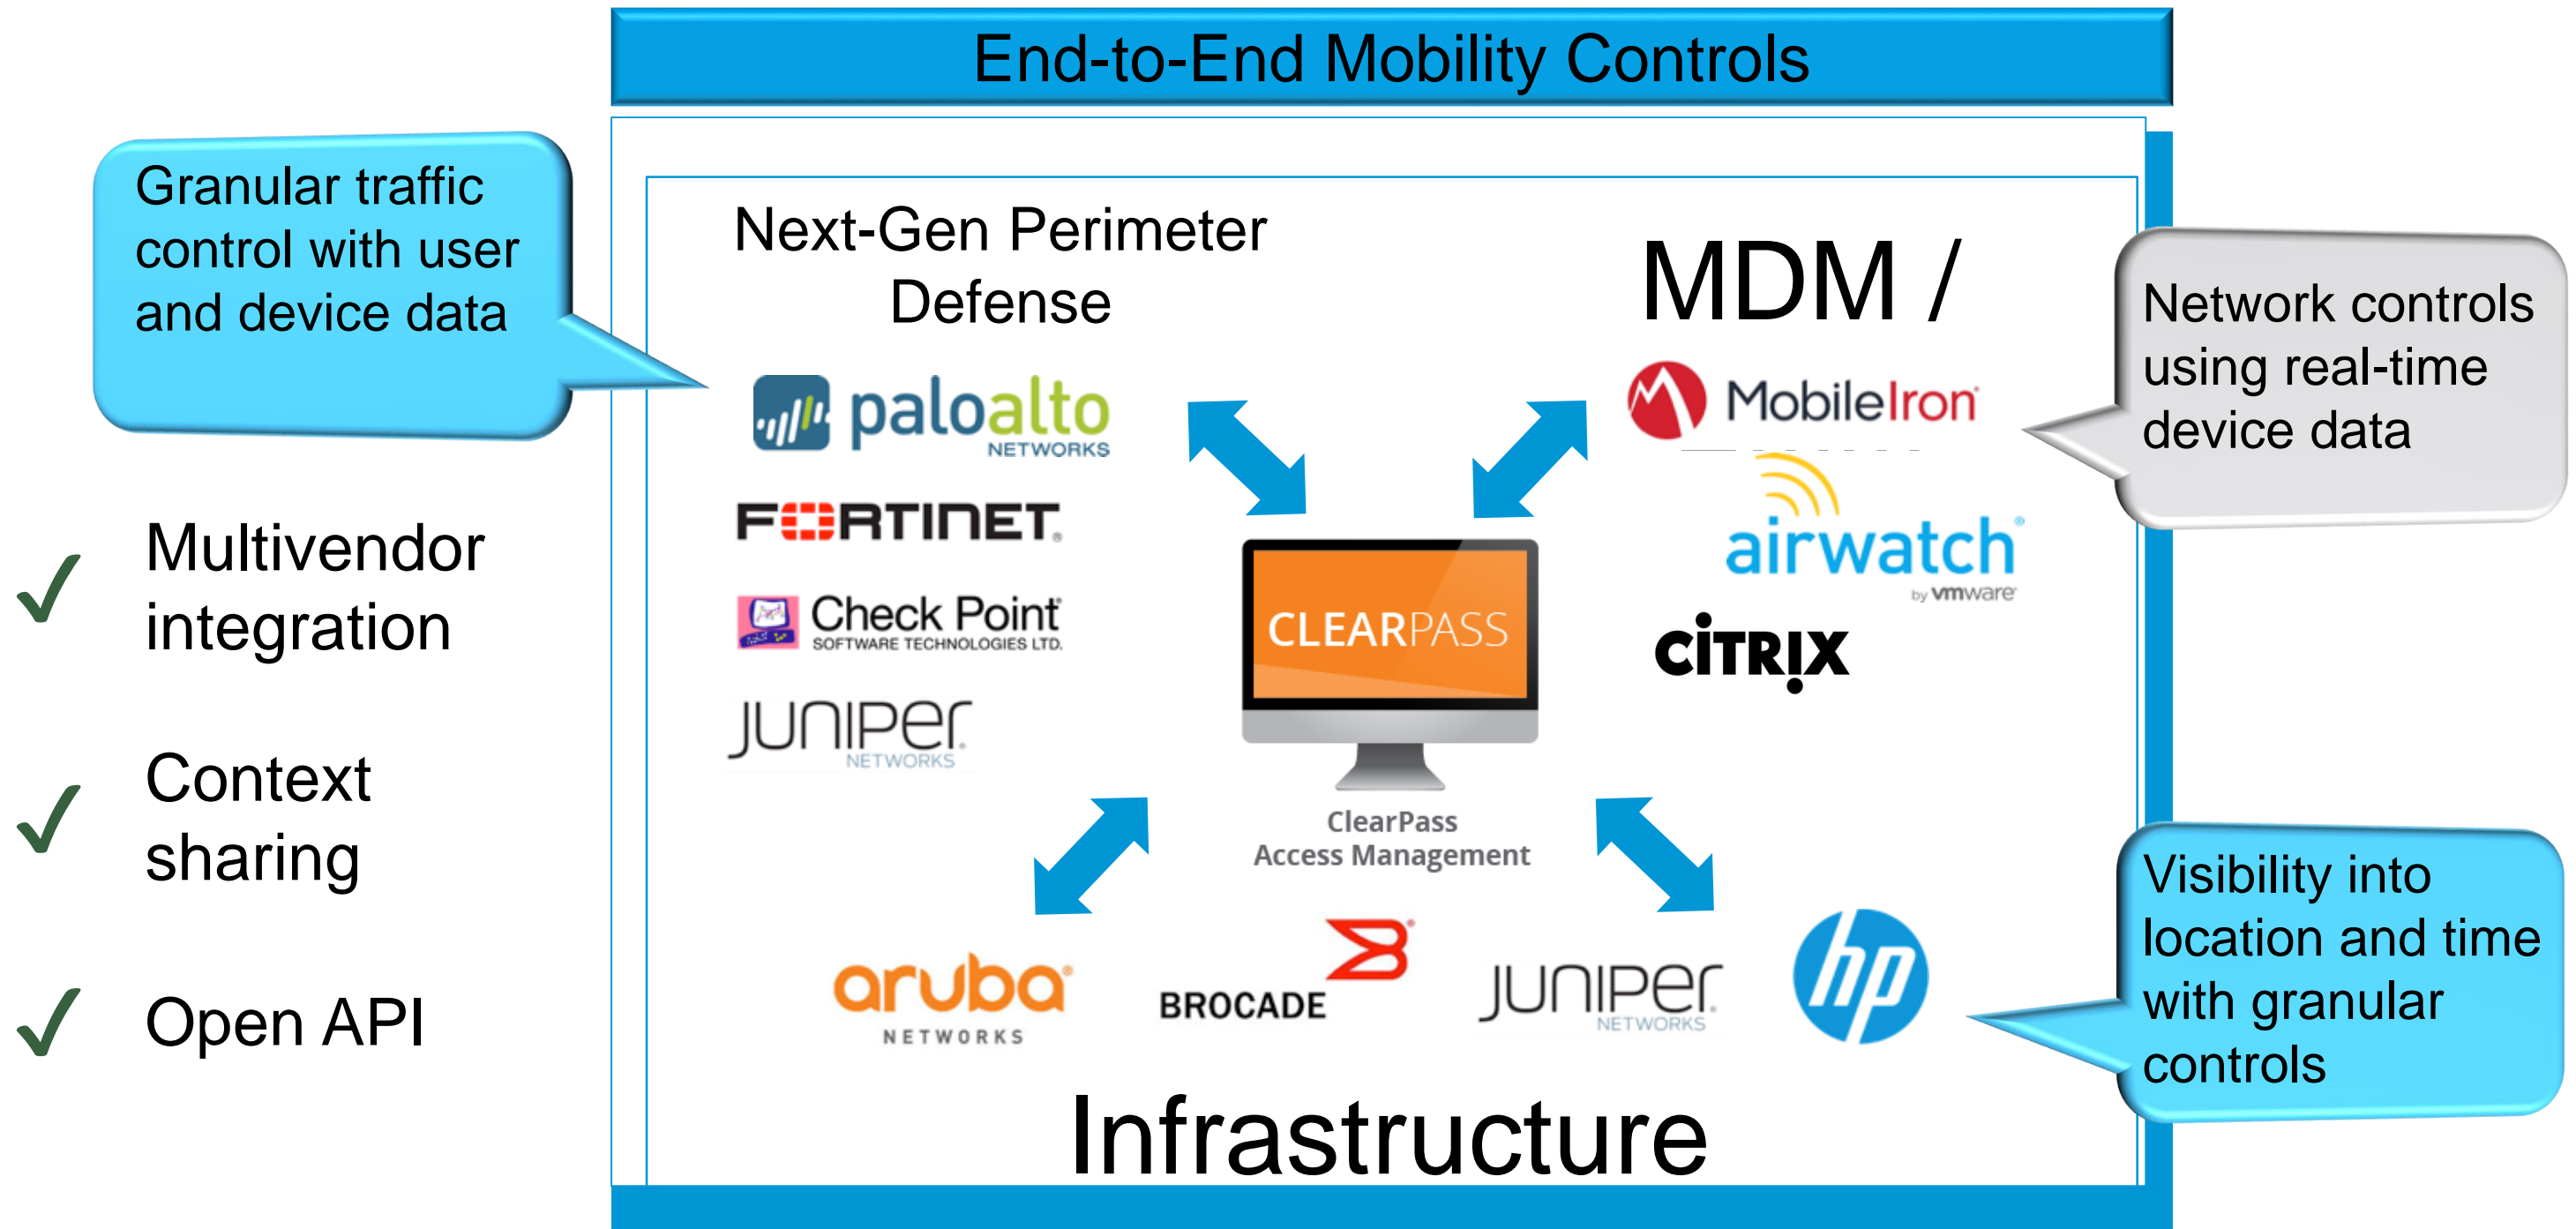 End-to-End Mobility Controls
Granular traffic
control with user
and device data
Multivendor
integration
Context
sharing
Open API
Next-Gen Perimeter
Defense
paloalto
NETWORKS
FORTINET.
Check Point
SOFTWARE TECHNOLOGIES LTD.
JUNIPER
NETWORKS
MDM /
MobileIron
airwatch
by vmware
CITRIX
Network controls
using real-time
device data
CLEARPASS
ClearPass
Access Management
aruba
NETWORKS
BROCADE
JUNIPER
NETWORKS
hp
Infrastructure
Visibility into
location and time
with granular
controls